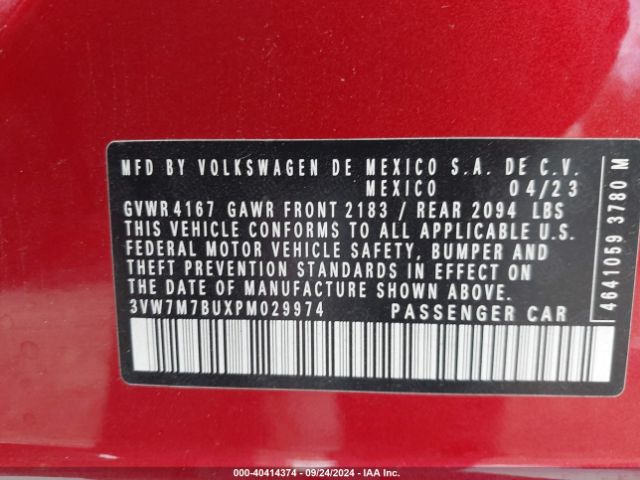 MFD BY VOLKSWAGEN DE MEXICO S.A. DE C.V.
MEXICO 04/23
GVWR 4167 GAWR FRONT 2183 / REAR 2094 LBS
THIS VEHICLE CONFORMS TO ALL APPLICABLE U.S.
FEDERAL MOTOR VEHICLE SAFETY, BUMPER AND
THEFT PREVENTION STANDARDS IN EFFECT ON
THE DATE OF MANUFACTURE SHOWN ABOVE.
3VW7M7BUXPM029974 PASSENGER CAR
4641059 3780 M
000-40414374 | 09/24/2024 | IAAI.COM